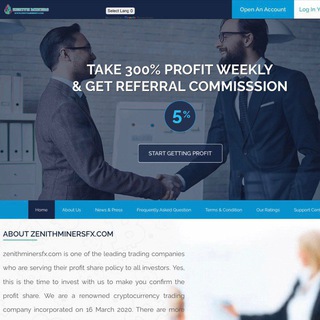 ZENITH MINERS
Select Lang
Open An Account
Log In Y
TAKE 300% PROFIT WEEKLY
& GET REFERRAL COMMISSSION
5%
START GETTING PROFIT
Home
About Us
News & Press
Frequently Asked Question
Terms & Condition
Our Ratings
Support Cent
ABOUT ZENITHMINERSFX.COM
zenithminersfx.com is one of the leading trading companies
who are serving their profit share policy to all investors. Yes,
this is the time to invest with us to make you confirm the
profit share. We are a renowned cryptocurrency trading
company incorporated on 16 March 2020. There are more